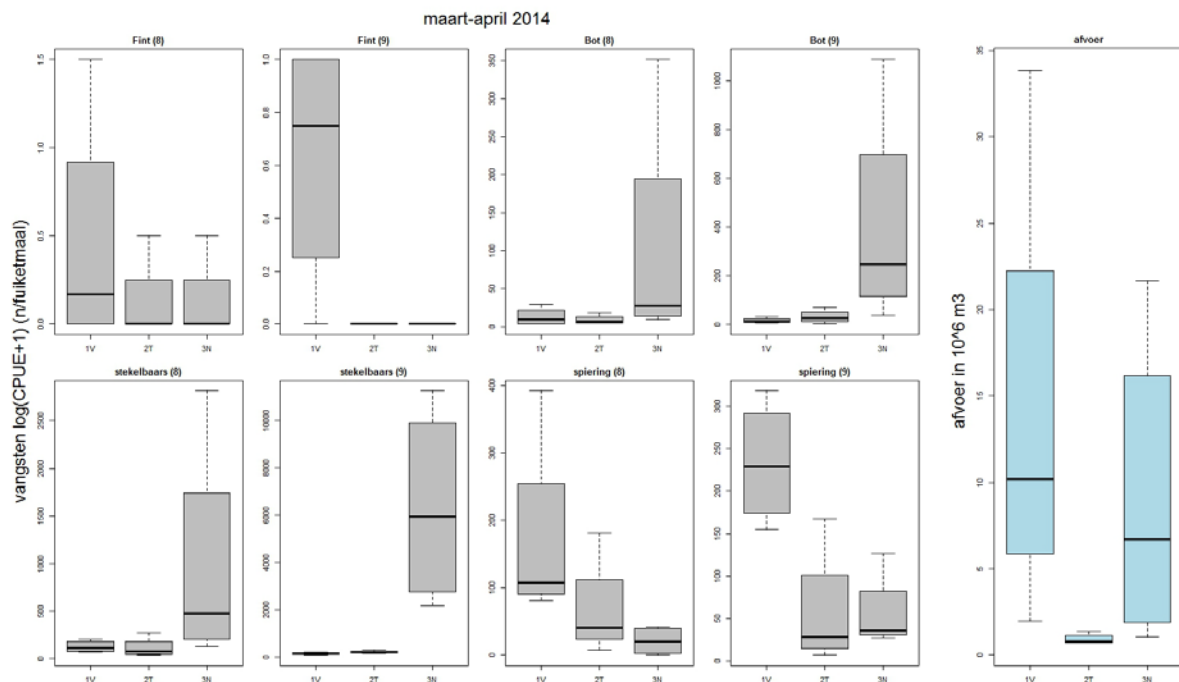 maart-april 2014
Fint (8)
1.5
1.0
0.5
0.0
1V 2T 3N
Fint (9)
1.0
0.8
0.6
0.4
0.2
0.0
1V 2T 3N
Bot (8)
350
300
250
200
150
100
50
0
1V 2T 3N
Bot (9)
1000
800
600
400
200
0
1V 2T 3N
stekelbaars (8)
2500
2000
1500
1000
500
0
1V 2T 3N
stekelbaars (9)
10000
8000
6000
4000
2000
0
1V 2T 3N
spiering (8)
400
300
200
100
0
1V 2T 3N
spiering (9)
300
250
200
150
100
50
0
1V 2T 3N
vangsten log(CPUE+1) (n/fuiketmaal)
afvoer
35
30
25
20
15
10
5
0
1V 2T 3N
afvoer in 10^6 m3